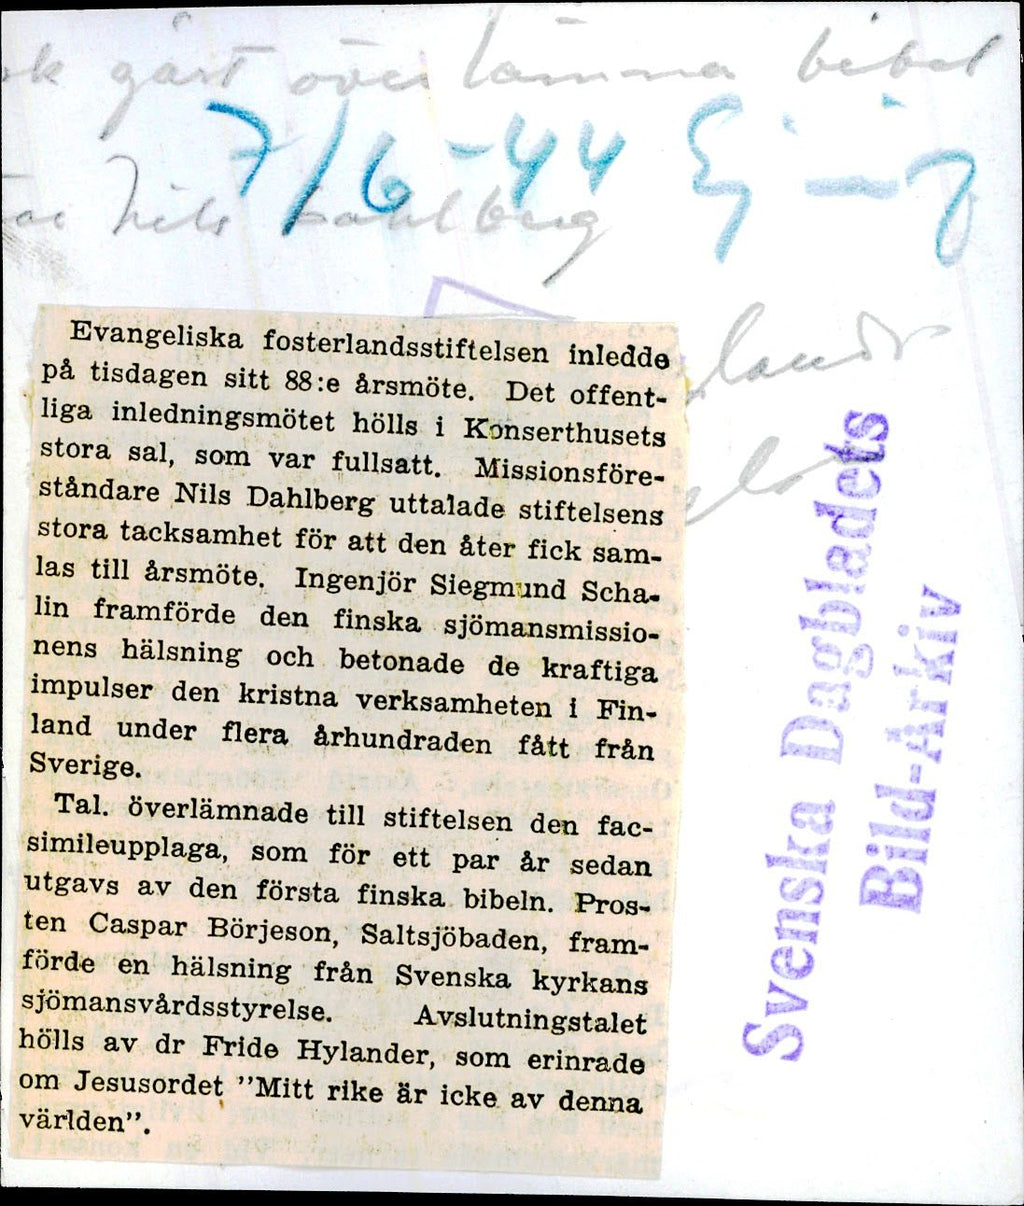 gäst överlämna bibel
7/6-44
Nils Dahlberg
Evangeliska fosterlandsstiftelsen inledde
på tisdagen sitt 88:e årsmöte. Det offent-
liga inledningsmötet hölls i Konserthusets
stora sal, som var fullsatt. Missionsföre-
ståndare Nils Dahlberg uttalade stiftelsens
stora tacksamhet för att den åter fick sam-
las till årsmöte. Ingenjör Siegmund Scha-
lin framförde den finska sjömansmissio-
nens hälsning och betonade de kraftiga
impulser den kristna verksamheten i Fin-
land under flera århundraden fått från
Sverige.
Tal. överlämnade till stiftelsen den fac-
simileupplaga, som för ett par år sedan
utgavs av den första finska bibeln. Pros-
ten Caspar Börjeson, Saltsjöbaden, fram-
förde en hälsning från Svenska kyrkans
sjömansvårdsstyrelse. Avslutningstalet
hölls av dr Fride Hylander, som erinrade
om Jesusordet "Mitt rike är icke av denna
världen".
Svenska Dagbladets
Bild-Arkiv